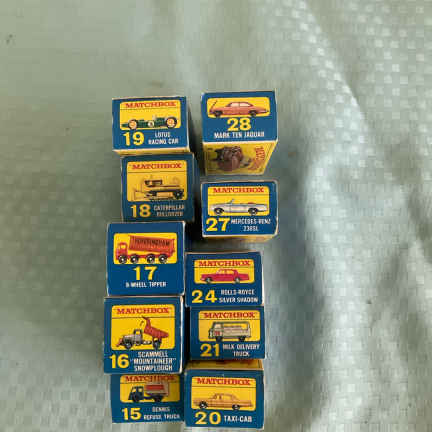 MATCHBOX
19
LOTUS
RACING CAR
28
MARK TEN JAGUAR
MATCHBOX
18
CATERPILLAR
BULLDOZER
27
MERCEDES-BENZ
230SL
HOVERINGHAM
17
8-WHEEL TIPPER
MATCHBOX
24
ROLLS-ROYCE
SILVER SHADOW
MATCHBOX
16
SCAMMELL
"MOUNTAINEER"
SNOWPLOUGH
MATCHBOX
21
MILK DELIVERY
TRUCK
MATCHBOX
15
DENNIS
REFUSE TRUCK
MATCHBOX
20
TAXI-CAB